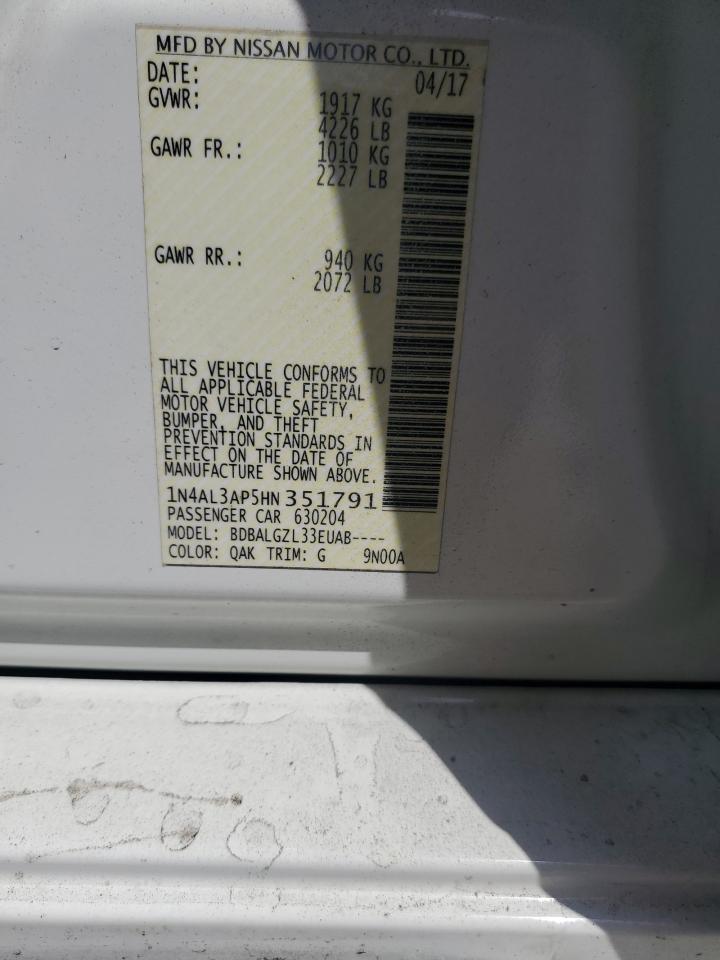 MFD BY NISSAN MOTOR CO., LTD.
DATE: 04/17
GVWR: 1917 KG
4226 LB
GAWR FR.: 1010 KG
2227 LB
GAWR RR.: 940 KG
2072 LB
THIS VEHICLE CONFORMS TO
ALL APPLICABLE FEDERAL
MOTOR VEHICLE SAFETY,
BUMPER, AND THEFT
PREVENTION STANDARDS IN
EFFECT ON THE DATE OF
MANUFACTURE SHOWN ABOVE.
1N4AL3AP5HN351791
PASSENGER CAR 630204
MODEL: BDBALGZL33EUAB----
COLOR: QAK TRIM: G 9N00A